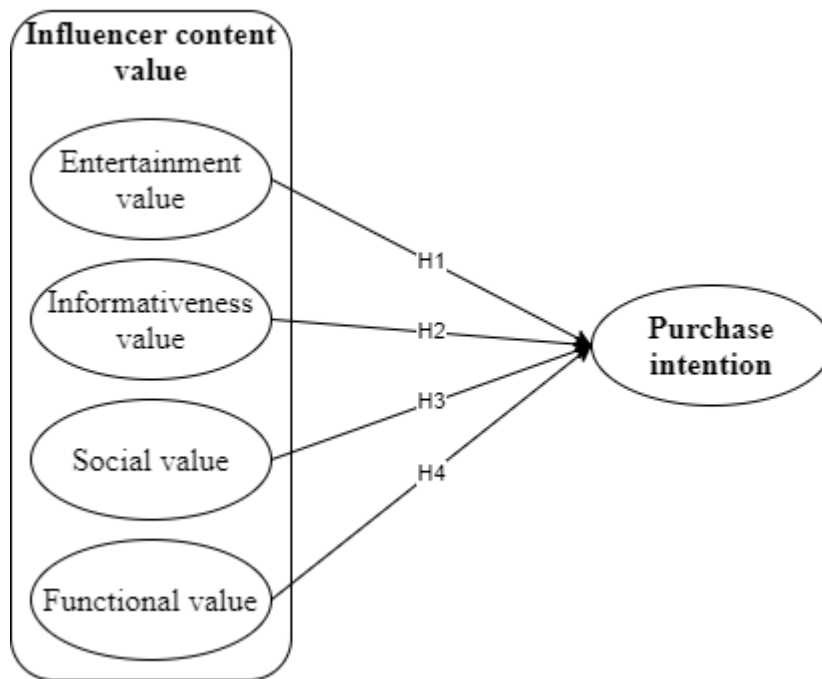 Influencer content
value
Entertainment
value
Informativeness
value
Social value
Functional value
H1
H2
H3
H4
Purchase
intention